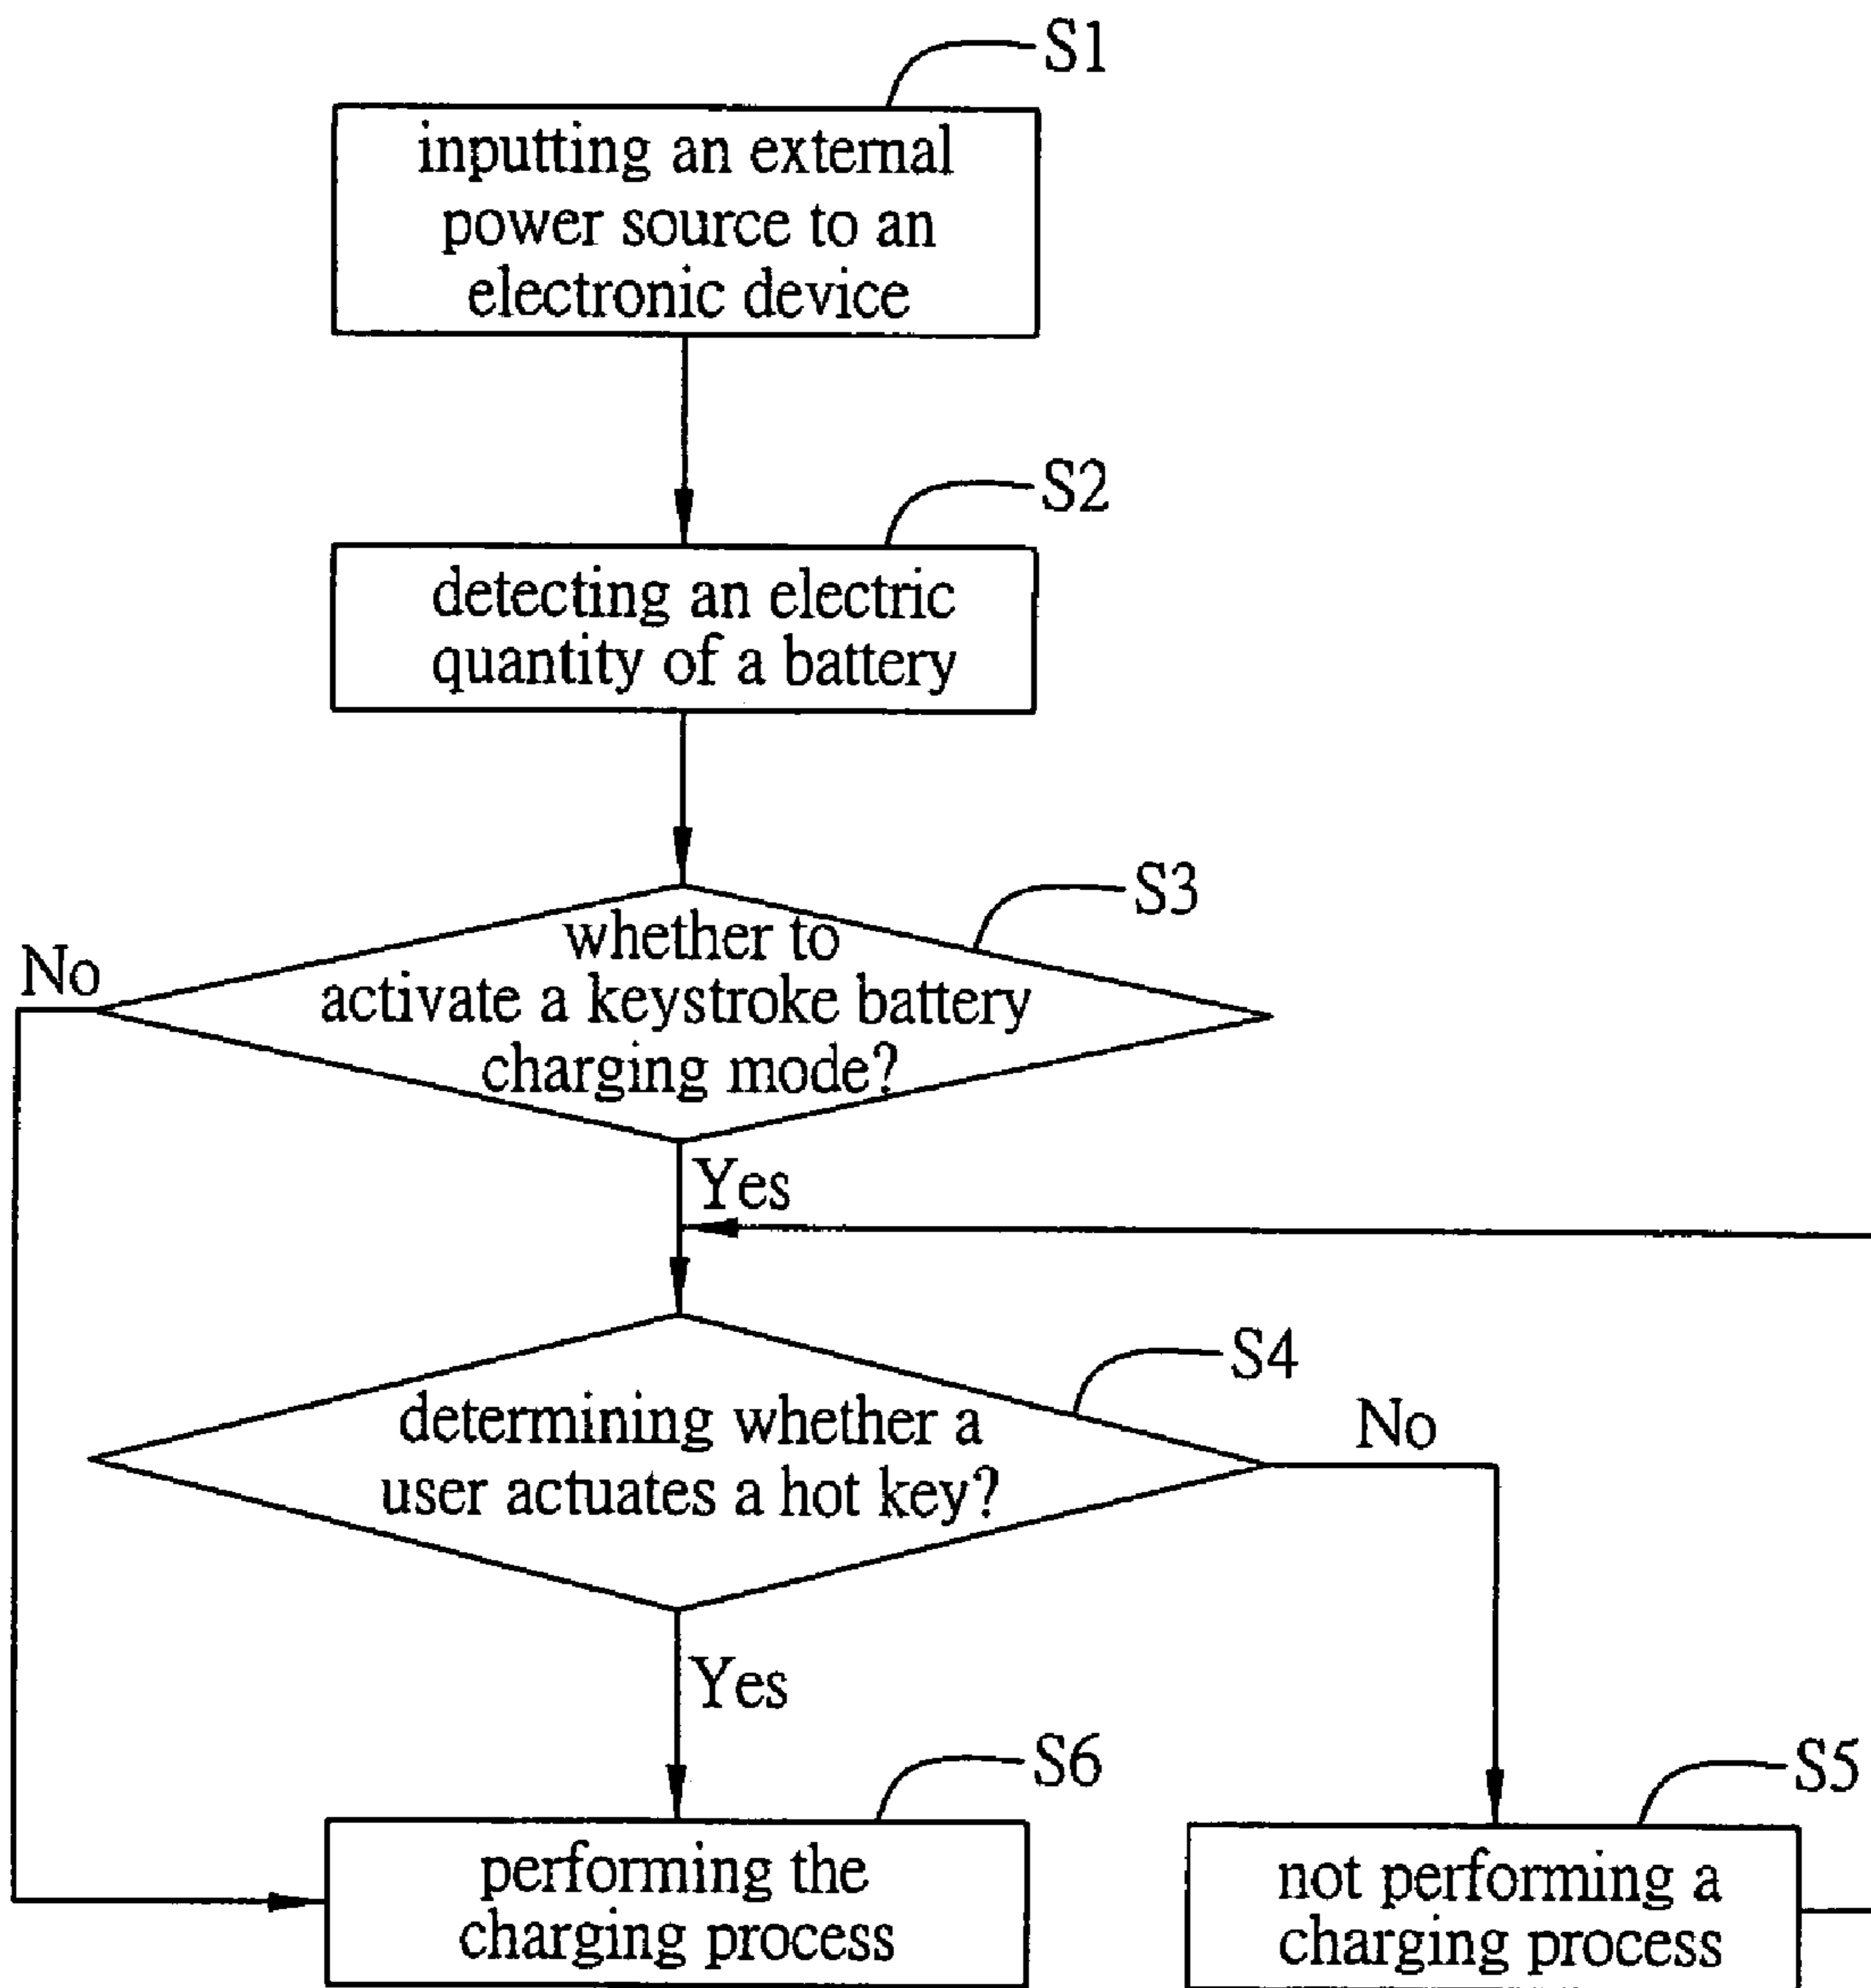 S1
inputting an external
power source to an
electronic device
S2
detecting an electric
quantity of a battery
S3
whether to
activate a keystroke battery
charging mode?
No
Yes
S4
determining whether a
user actuates a hot key?
No
Yes
S6
performing the
charging process
S5
not performing a
charging process